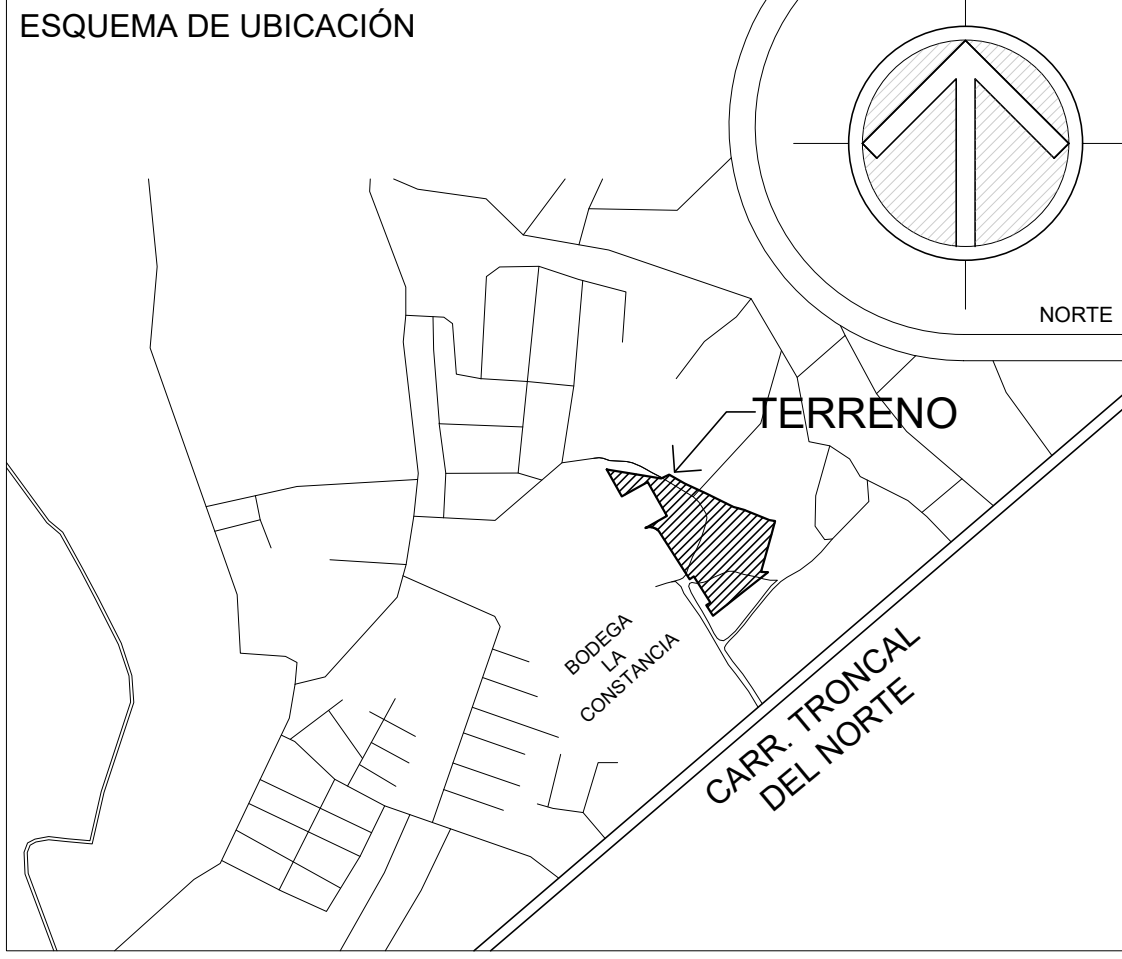 ESQUEMA DE UBICACIÓN
NORTE
TERRENO
BODEGA
LA
CONSTANCIA
CARR. TRONCAL
DEL NORTE